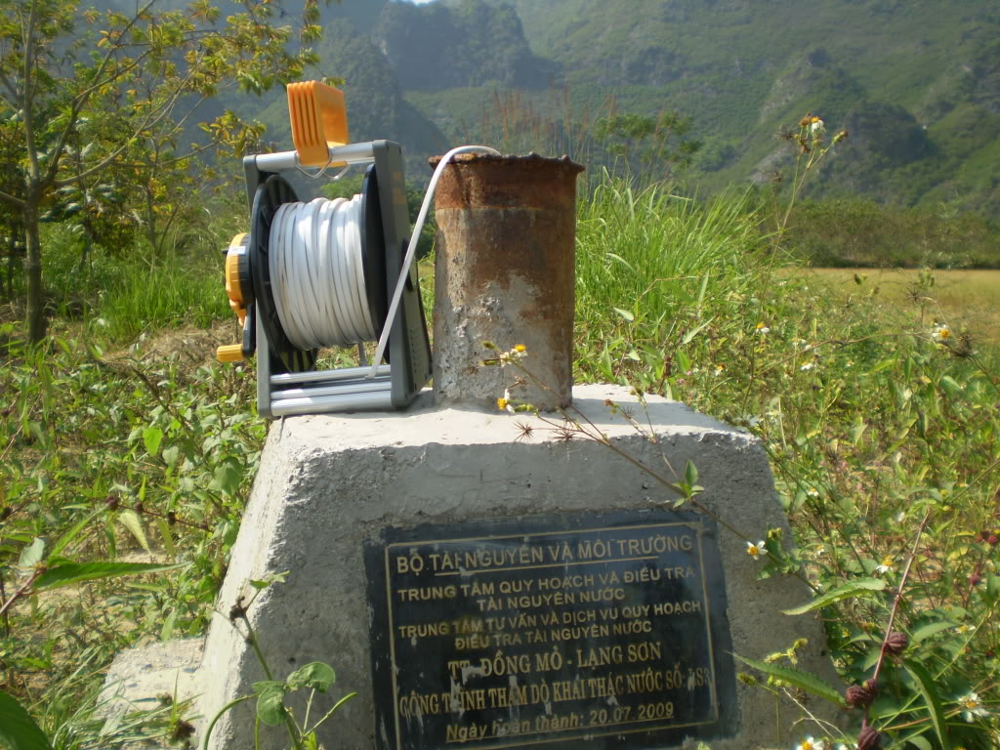 BỘ TÀI NGUYÊN VÀ MÔI TRƯỜNG
TRUNG TÂM QUY HOẠCH VÀ ĐIỀU TRA
TÀI NGUYÊN NƯỚC
TRUNG TÂM TƯ VẤN VÀ DỊCH VỤ QUY HOẠCH
ĐIỀU TRA TÀI NGUYÊN NƯỚC
TT. ĐỒNG MỎ - LẠNG SƠN
CÔNG TRÌNH THĂM DÒ KHAI THÁC NƯỚC SỐ:
Ngày hoàn thành: 20.07.2009